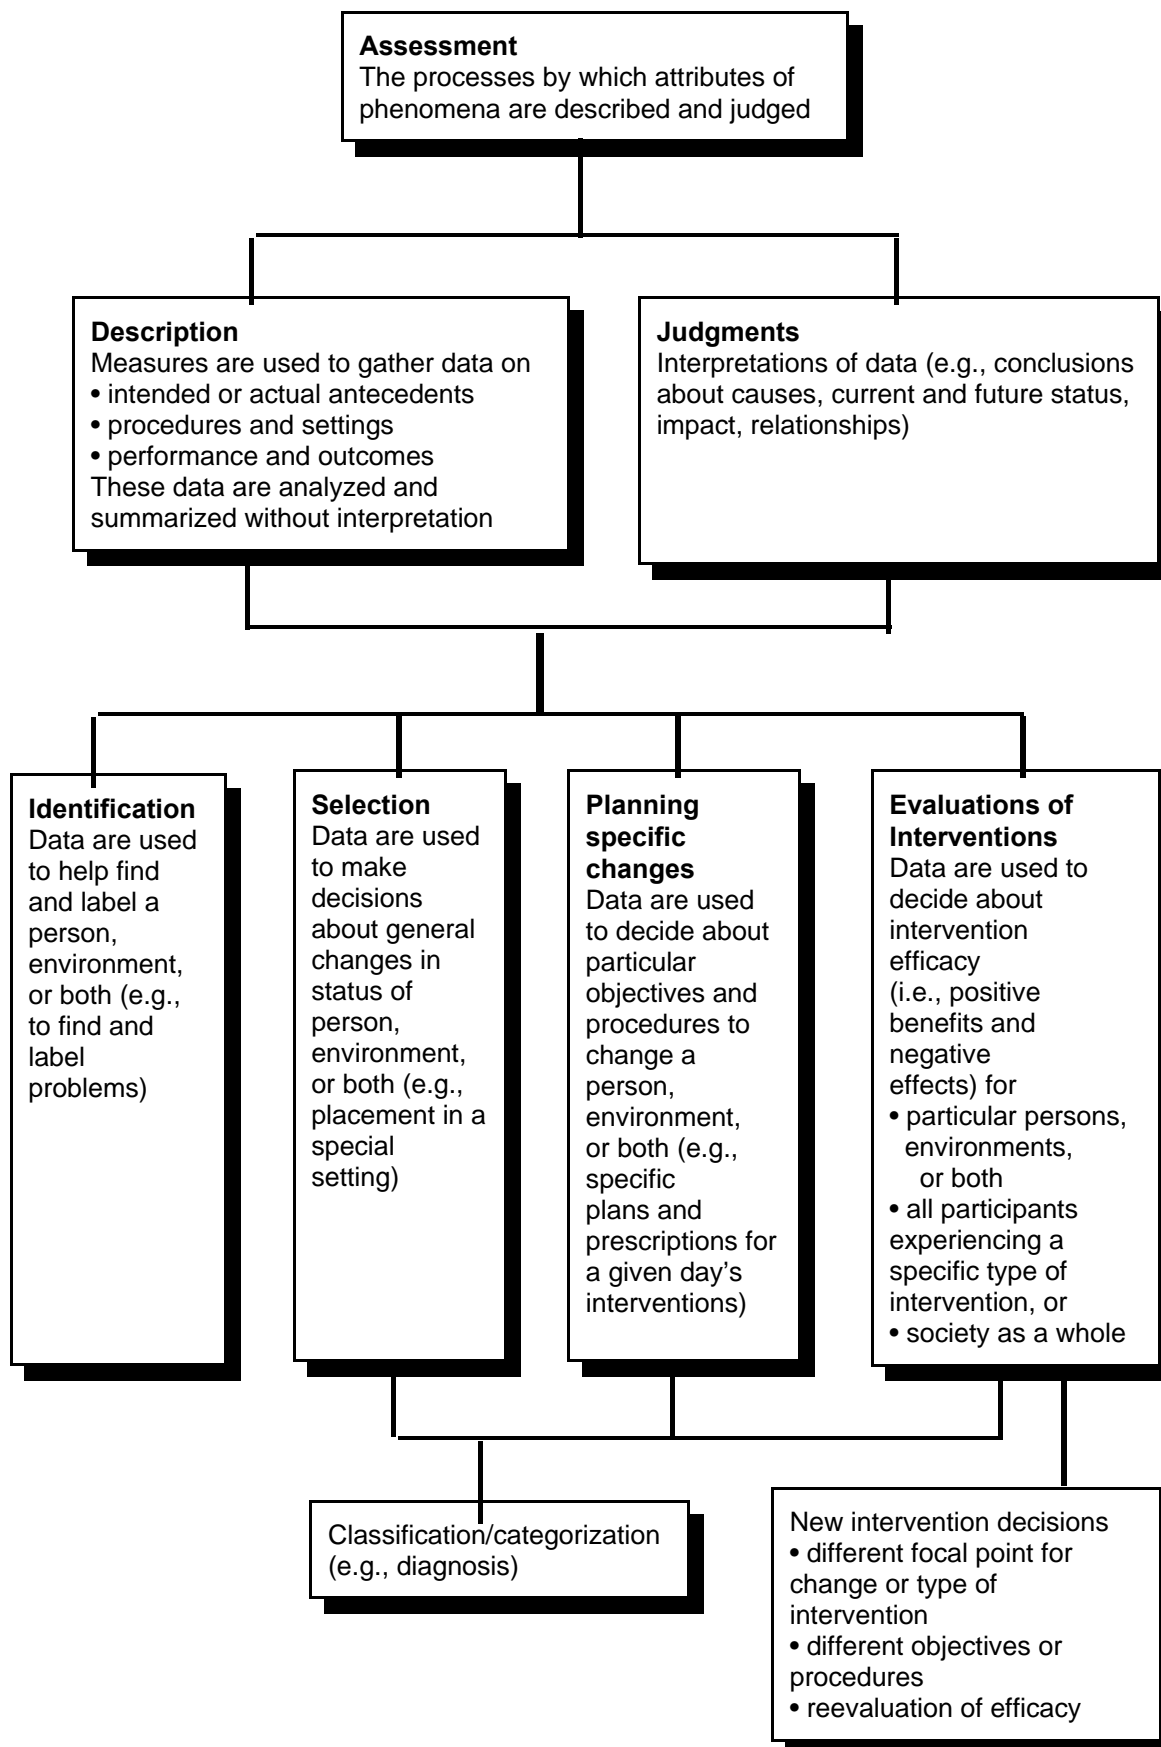 Assessment
The processes by which attributes of
phenomena are described and judged
Description
Measures are used to gather data on
• intended or actual antecedents
• procedures and settings
• performance and outcomes
These data are analyzed and
summarized without interpretation
Judgments
Interpretations of data (e.g., conclusions
about causes, current and future status,
impact, relationships)
Identification
Data are used
to help find
and label a
person,
environment,
or both (e.g.,
to find and
label
problems)
Selection
Data are used
to make
decisions
about general
changes in
status of
person,
environment,
or both (e.g.,
placement in a
special
setting)
Planning
specific
changes
Data are used
to decide about
particular
objectives and
procedures to
change a
person,
environment,
or both (e.g.,
specific
plans and
prescriptions for
a given day's
interventions)
Evaluations of
Interventions
Data are used to
decide about
intervention
efficacy
(i.e., positive
benefits and
negative
effects) for
• particular persons,
environments,
or both
• all participants
experiencing a
specific type of
intervention, or
• society as a whole
Classification/categorization
(e.g., diagnosis)
New intervention decisions
• different focal point for
change or type of
intervention
• different objectives or
procedures
• reevaluation of efficacy